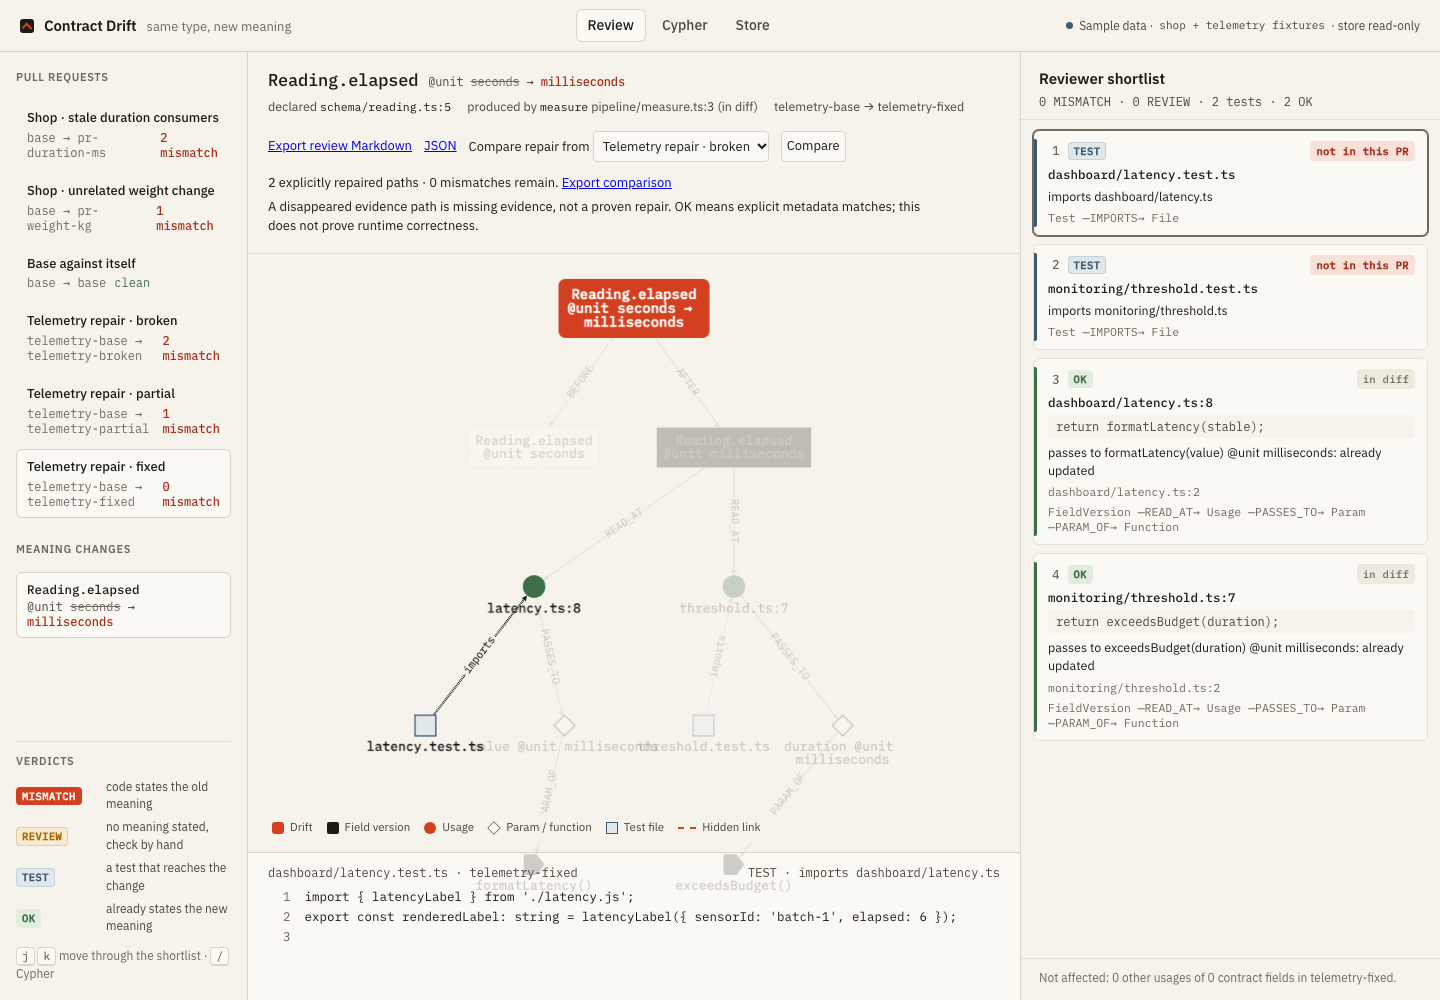 Contract Drift same type, new meaning
Review Cypher Store
Sample data · shop + telemetry fixtures · store read-only
PULL REQUESTS
Shop · stale duration consumers
base → pr-duration-ms 2 mismatch
Shop · unrelated weight change
base → pr-weight-kg 1 mismatch
Base against itself
base → base clean
Telemetry repair · broken
telemetry-base → telemetry-broken 2 mismatch
Telemetry repair · partial
telemetry-base → telemetry-partial 1 mismatch
Telemetry repair · fixed
telemetry-base → telemetry-fixed 0 mismatch
MEANING CHANGES
Reading.elapsed
@unit seconds →
milliseconds
VERDICTS
MISMATCH code states the old meaning
REVIEW no meaning stated, check by hand
TEST a test that reaches the change
OK already states the new meaning
j k move through the shortlist · /
Cypher
Reading.elapsed @unit seconds → milliseconds
declared schema/reading.ts:5 produced by measure pipeline/measure.ts:3 (in diff) telemetry-base → telemetry-fixed
Export review Markdown JSON Compare repair from Telemetry repair · broken Compare
2 explicitly repaired paths · 0 mismatches remain. Export comparison
A disappeared evidence path is missing evidence, not a proven repair. OK means explicit metadata matches; this
does not prove runtime correctness.
Reading.elapsed
@unit seconds →
milliseconds
BEFORE
AFTER
Reading.elapsed
@unit seconds
Reading.elapsed
@unit milliseconds
READ_AT
READ_AT
latency.ts:8
threshold.ts:7
imports
PASSES_TO
imports
PASSES_TO
latency.test.ts
value @unit milliseconds
threshold.test.ts
duration @unit
milliseconds
PARAM_OF
PARAM_OF
Drift Field version Usage Param / function Test file Hidden link
formatLatency()
exceedsBudget()
dashboard/latency.test.ts · telemetry-fixed
TEST · imports dashboard/latency.ts
1 import { latencyLabel } from './latency.js';
2 export const renderedLabel: string = latencyLabel({ sensorId: 'batch-1', elapsed: 6 });
3
Reviewer shortlist
0 MISMATCH · 0 REVIEW · 2 tests · 2 OK
1 TEST not in this PR
dashboard/latency.test.ts
imports dashboard/latency.ts
Test —IMPORTS→ File
2 TEST not in this PR
monitoring/threshold.test.ts
imports monitoring/threshold.ts
Test —IMPORTS→ File
3 OK in diff
dashboard/latency.ts:8
return formatLatency(stable);
passes to formatLatency(value) @unit milliseconds: already
updated
dashboard/latency.ts:2
FieldVersion —READ_AT→ Usage —PASSES_TO→ Param
—PARAM_OF→ Function
4 OK in diff
monitoring/threshold.ts:7
return exceedsBudget(duration);
passes to exceedsBudget(duration) @unit milliseconds: already
updated
monitoring/threshold.ts:2
FieldVersion —READ_AT→ Usage —PASSES_TO→ Param
—PARAM_OF→ Function
Not affected: 0 other usages of 0 contract fields in telemetry-fixed.